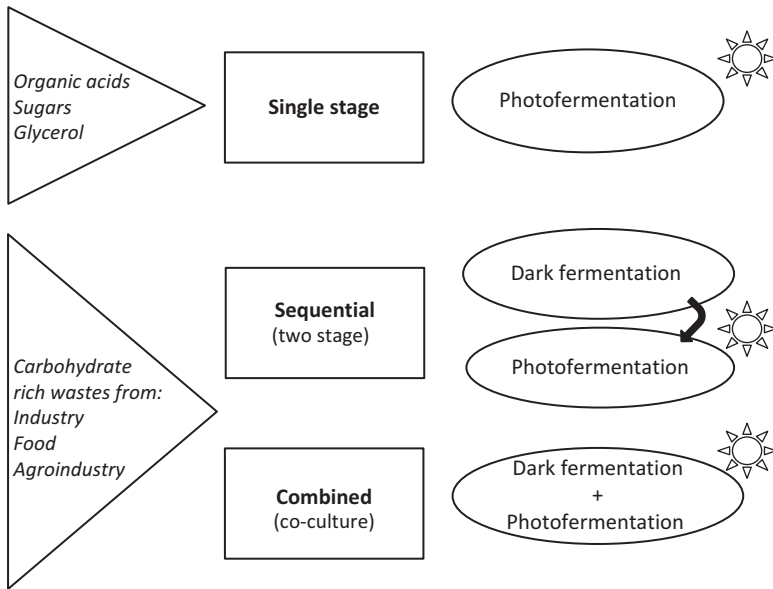 Organic acids
Sugars
Glycerol
Single stage
Photofermentation
Carbohydrate
rich wastes from:
Industry
Food
Agroindustry
Sequential
(two stage)
Dark fermentation
Photofermentation
Combined
(co-culture)
Dark fermentation
+
Photofermentation